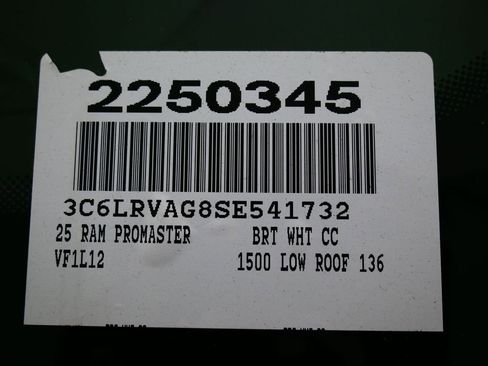 2250345
3C6LRVAG8SE541732
25 RAM PROMASTER BRT WHT CC
VF1L12 1500 LOW ROOF 136